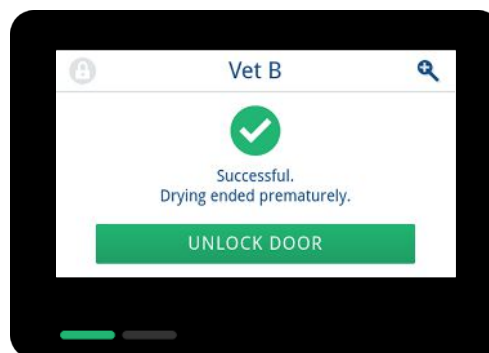 Vet B
Successful.
Drying ended prematurely.
UNLOCK DOOR